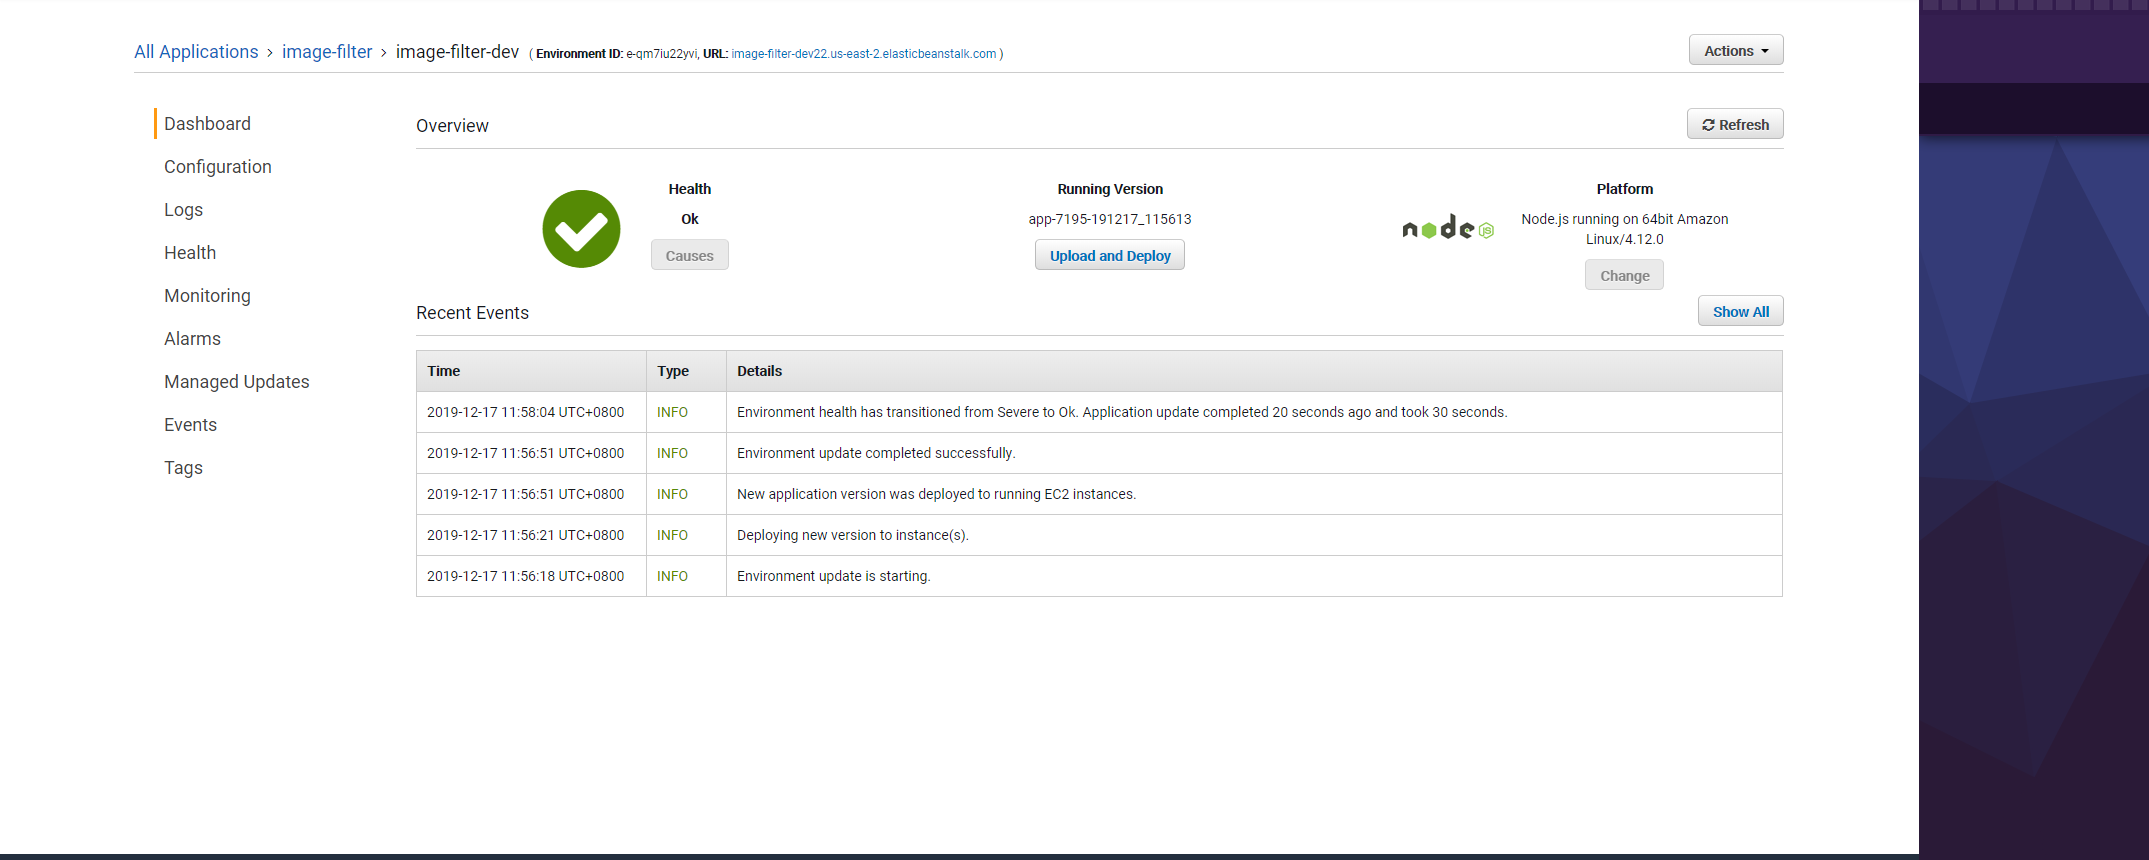 All Applications > image-filter > image-filter-dev ( Environment ID: e-qm7iu22yvi, URL: image-filter-dev22.us-east-2.elasticbeanstalk.com )
Actions
Dashboard
Configuration
Logs
Health
Monitoring
Alarms
Managed Updates
Events
Tags
Overview
Refresh
Health
Ok
Causes
Running Version
app-7195-191217_115613
Upload and Deploy
node JS
Platform
Node.js running on 64bit Amazon
Linux/4.12.0
Change
Recent Events
Show All
Time Type Details
2019-12-17 11:58:04 UTC+0800 INFO Environment health has transitioned from Severe to Ok. Application update completed 20 seconds ago and took 30 seconds.
2019-12-17 11:56:51 UTC+0800 INFO Environment update completed successfully.
2019-12-17 11:56:51 UTC+0800 INFO New application version was deployed to running EC2 instances.
2019-12-17 11:56:21 UTC+0800 INFO Deploying new version to instance(s).
2019-12-17 11:56:18 UTC+0800 INFO Environment update is starting.